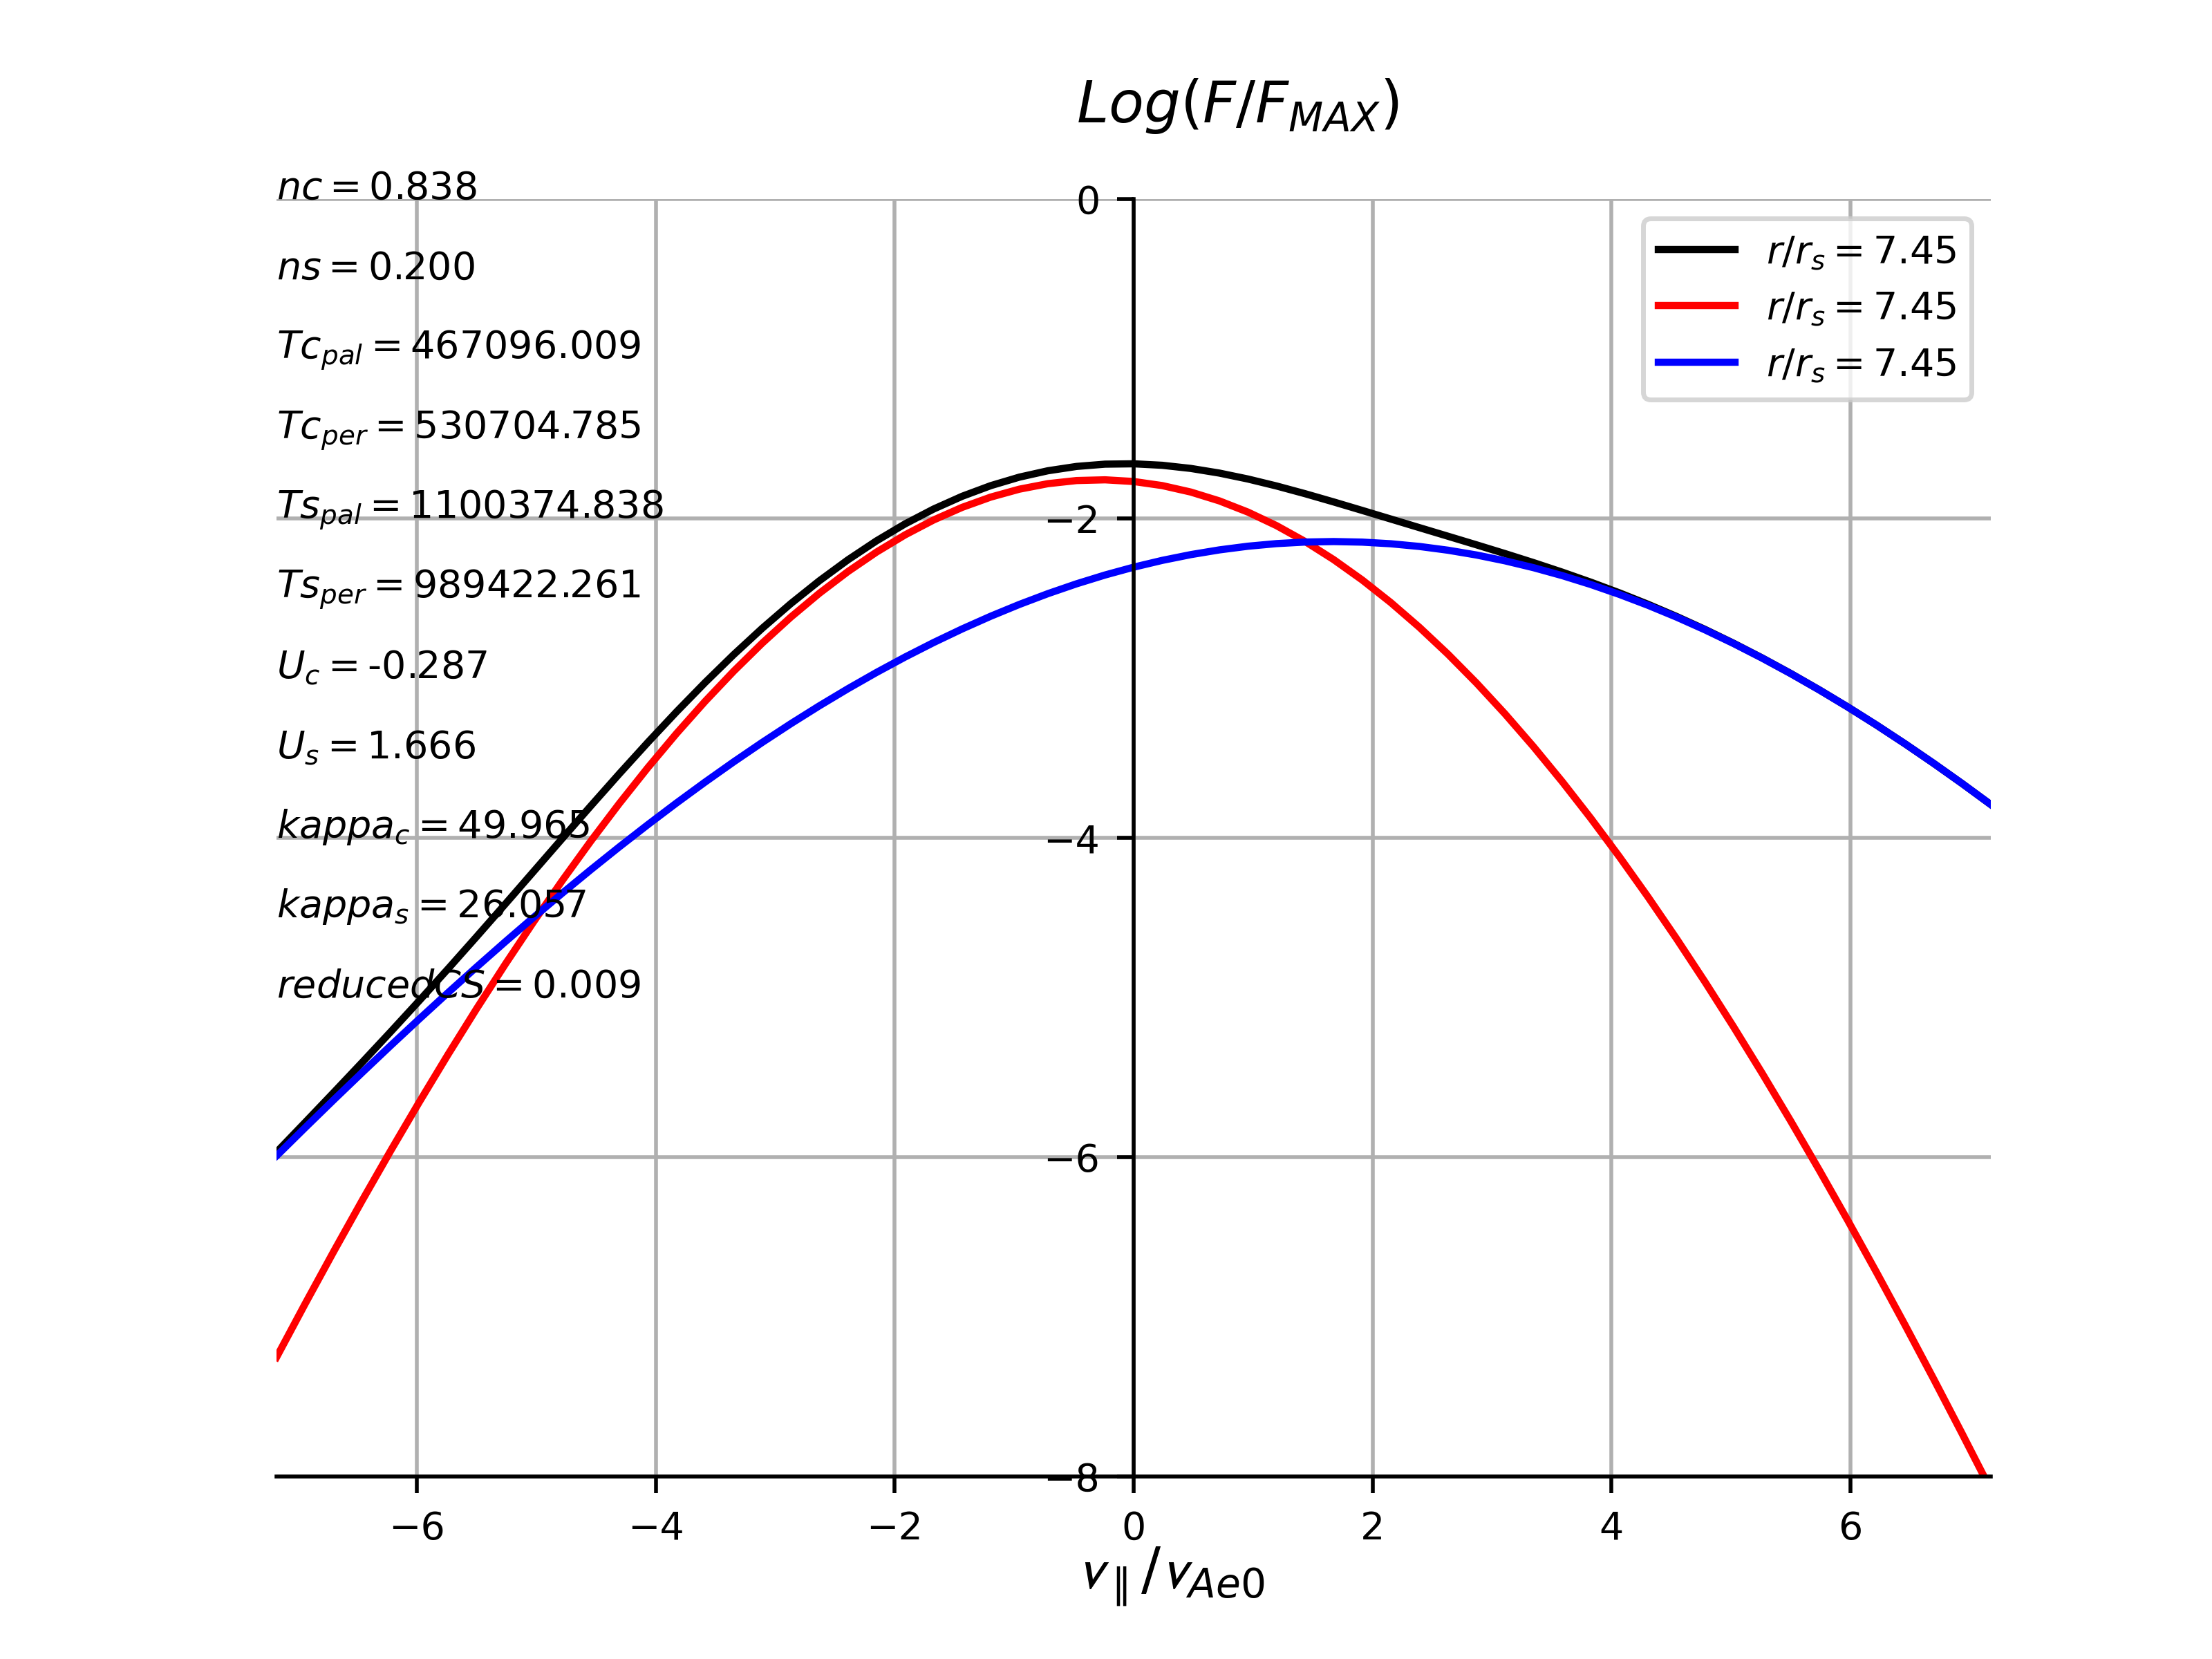 Log(F/F_MAX)
nc = 0.838
0
ns = 0.200
r/r_s = 7.45
r/r_s = 7.45
r/r_s = 7.45
Tc_pal = 467096.009
Tc_per = 530704.785
Ts_pal = 1100374.838
−2
Ts_per = 989422.261
U_c = -0.287
U_s = 1.666
kappa_c = 49.965
−4
kappa_s = 26.057
reducedCS = 0.009
−6
−8
−6 −4 −2 0 2 4 6
v_∥/v_Ae0